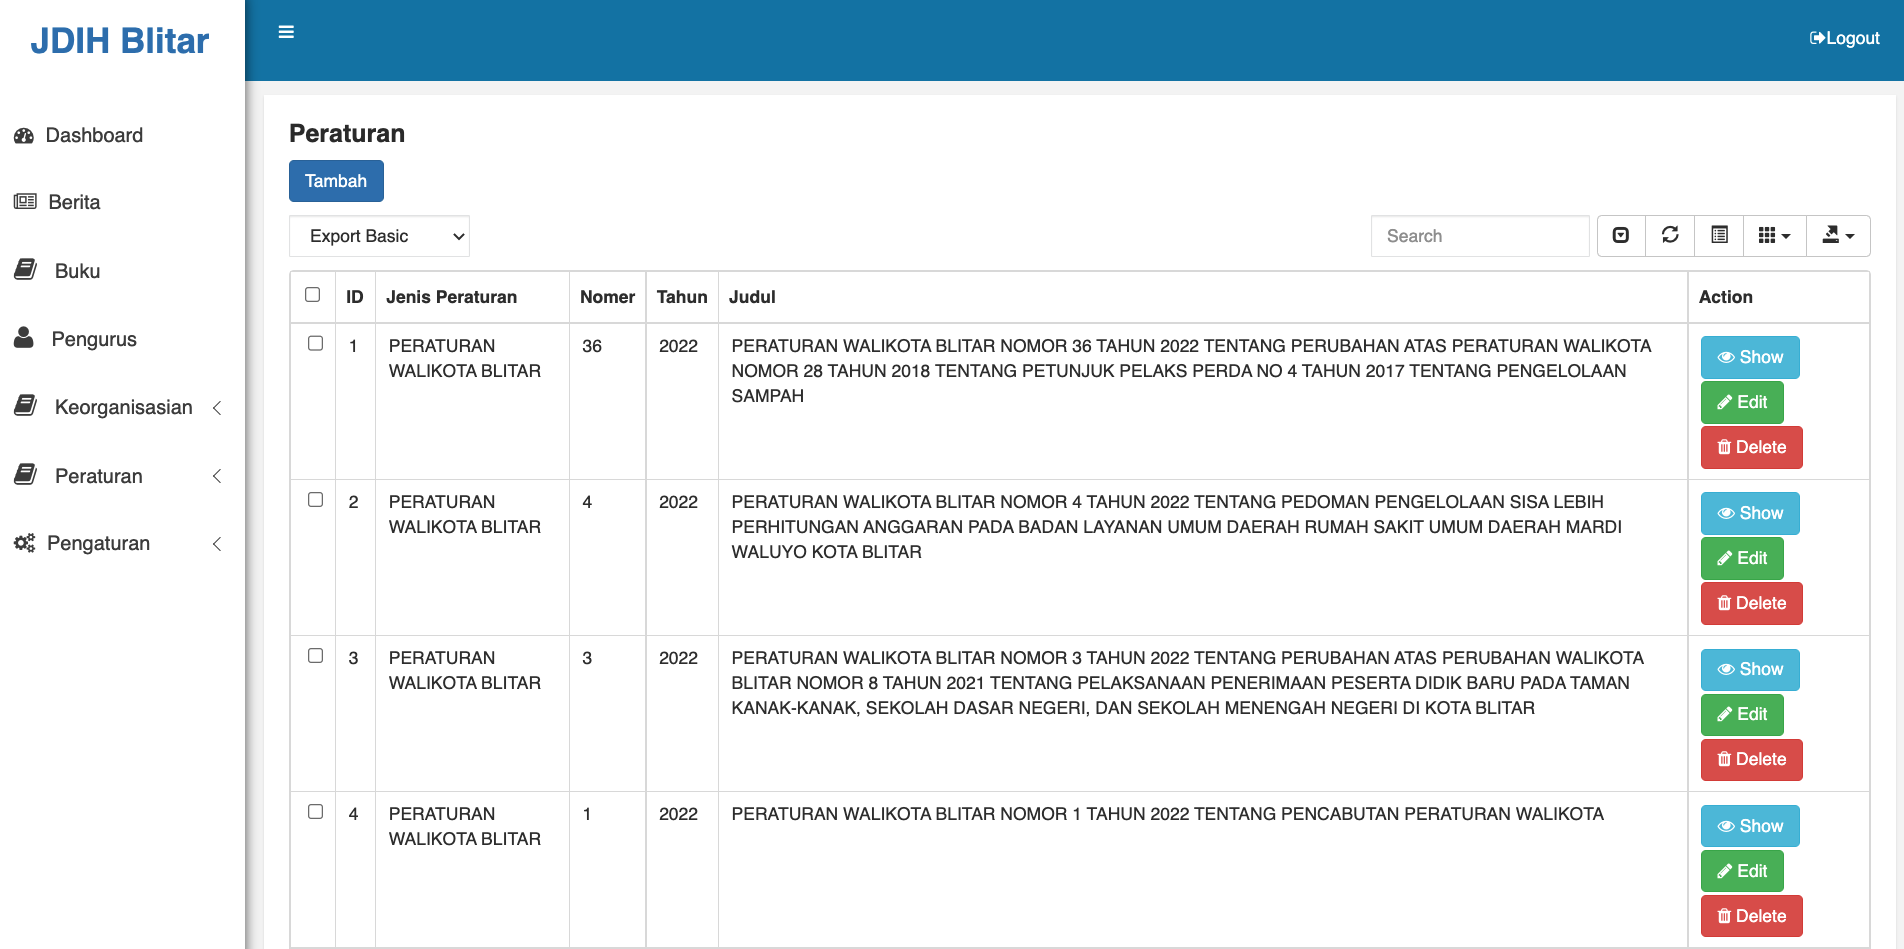 JDIH Blitar
Logout
Dashboard
Berita
Buku
Pengurus
Keorganisasian
Peraturan
Pengaturan
Peraturan
Tambah
Export Basic
Search
ID Jenis Peraturan Nomer Tahun Judul Action
1 PERATURAN 36 2022 PERATURAN WALIKOTA BLITAR NOMOR 36 TAHUN 2022 TENTANG PERUBAHAN ATAS PERATURAN WALIKOTA Show
WALIKOTA BLITAR NOMOR 28 TAHUN 2018 TENTANG PETUNJUK PELAKS PERDA NO 4 TAHUN 2017 TENTANG PENGELOLAAN
SAMPAH Edit
Delete
2 PERATURAN 4 2022 PERATURAN WALIKOTA BLITAR NOMOR 4 TAHUN 2022 TENTANG PEDOMAN PENGELOLAAN SISA LEBIH Show
WALIKOTA BLITAR PERHITUNGAN ANGGARAN PADA BADAN LAYANAN UMUM DAERAH RUMAH SAKIT UMUM DAERAH MARDI
WALUYO KOTA BLITAR Edit
Delete
3 PERATURAN 3 2022 PERATURAN WALIKOTA BLITAR NOMOR 3 TAHUN 2022 TENTANG PERUBAHAN ATAS PERUBAHAN WALIKOTA Show
WALIKOTA BLITAR BLITAR NOMOR 8 TAHUN 2021 TENTANG PELAKSANAAN PENERIMAAN PESERTA DIDIK BARU PADA TAMAN
KANAK-KANAK, SEKOLAH DASAR NEGERI, DAN SEKOLAH MENENGAH NEGERI DI KOTA BLITAR Edit
Delete
4 PERATURAN 1 2022 PERATURAN WALIKOTA BLITAR NOMOR 1 TAHUN 2022 TENTANG PENCABUTAN PERATURAN WALIKOTA Show
WALIKOTA BLITAR
Edit
Delete